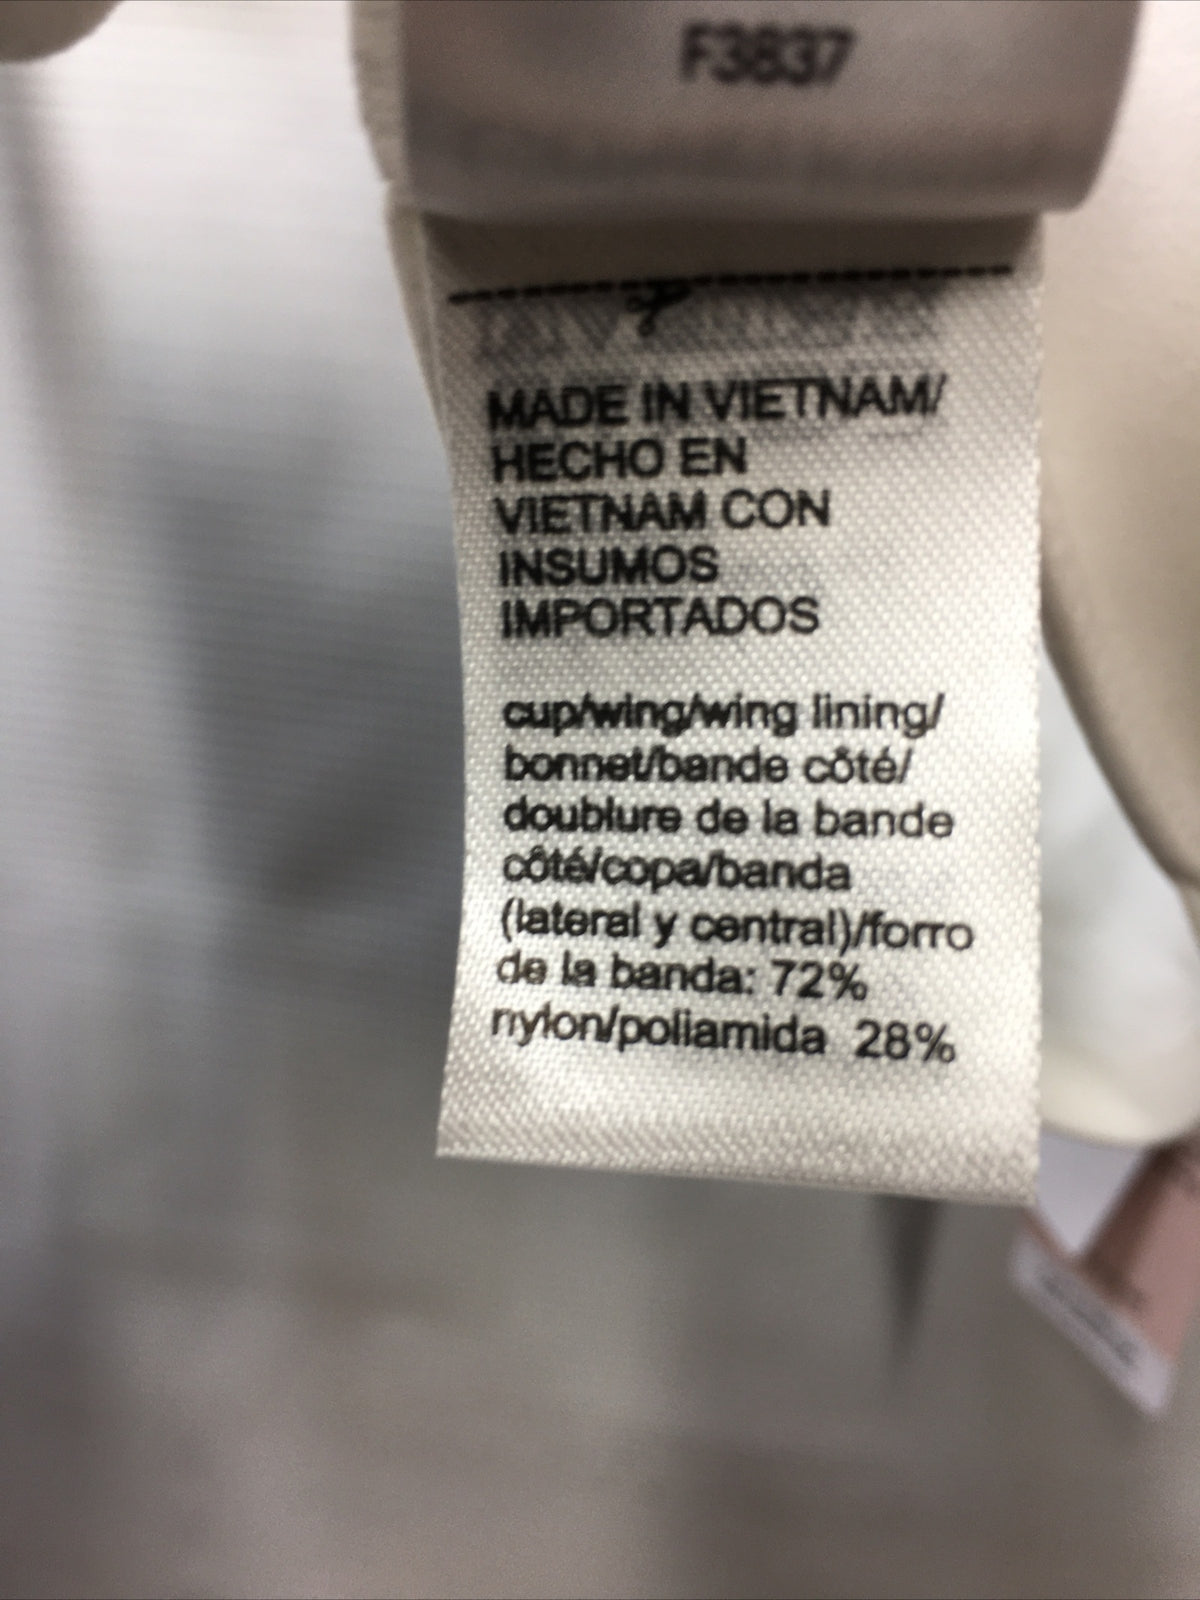 F3837
MADE IN VIETNAM/
HECHO EN
VIETNAM CON
INSUMOS
IMPORTADOS
cup/wing/wing lining/
bonnet/bande côté/
doublure de la bande
côté/copa/banda
(lateral y central)/forro
de la banda: 72%
nylon/poliamida 28%